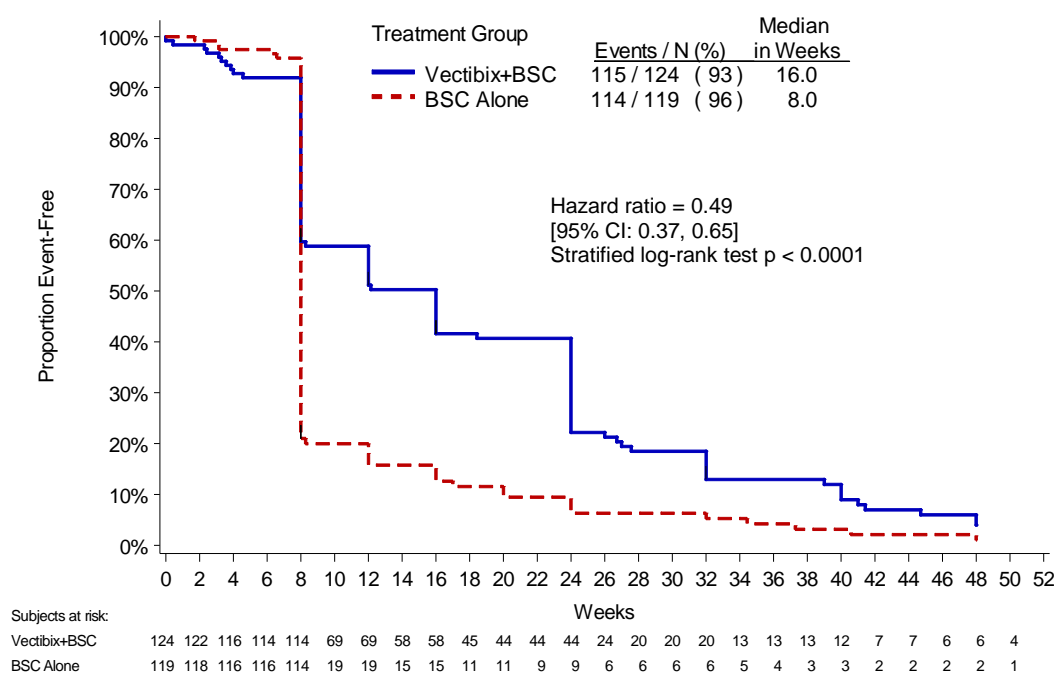 Treatment Group
Median
Events / N (%) in Weeks
Vectibix+BSC 115 / 124 ( 93 ) 16.0
BSC Alone 114 / 119 ( 96 ) 8.0
Hazard ratio = 0.49
[95% CI: 0.37, 0.65]
Stratified log-rank test p < 0.0001
Proportion Event-Free
100%
90%
80%
70%
60%
50%
40%
30%
20%
10%
0%
0 2 4 6 8 10 12 14 16 18 20 22 24 26 28 30 32 34 36 38 40 42 44 46 48 50 52
Weeks
Subjects at risk:
Vectibix+BSC 124 122 116 114 114 69 69 58 58 45 44 44 44 24 20 20 20 13 13 13 12 7 7 6 6 4
BSC Alone 119 118 116 116 114 19 19 15 15 11 11 9 9 6 6 6 6 5 4 3 3 2 2 2 2 1